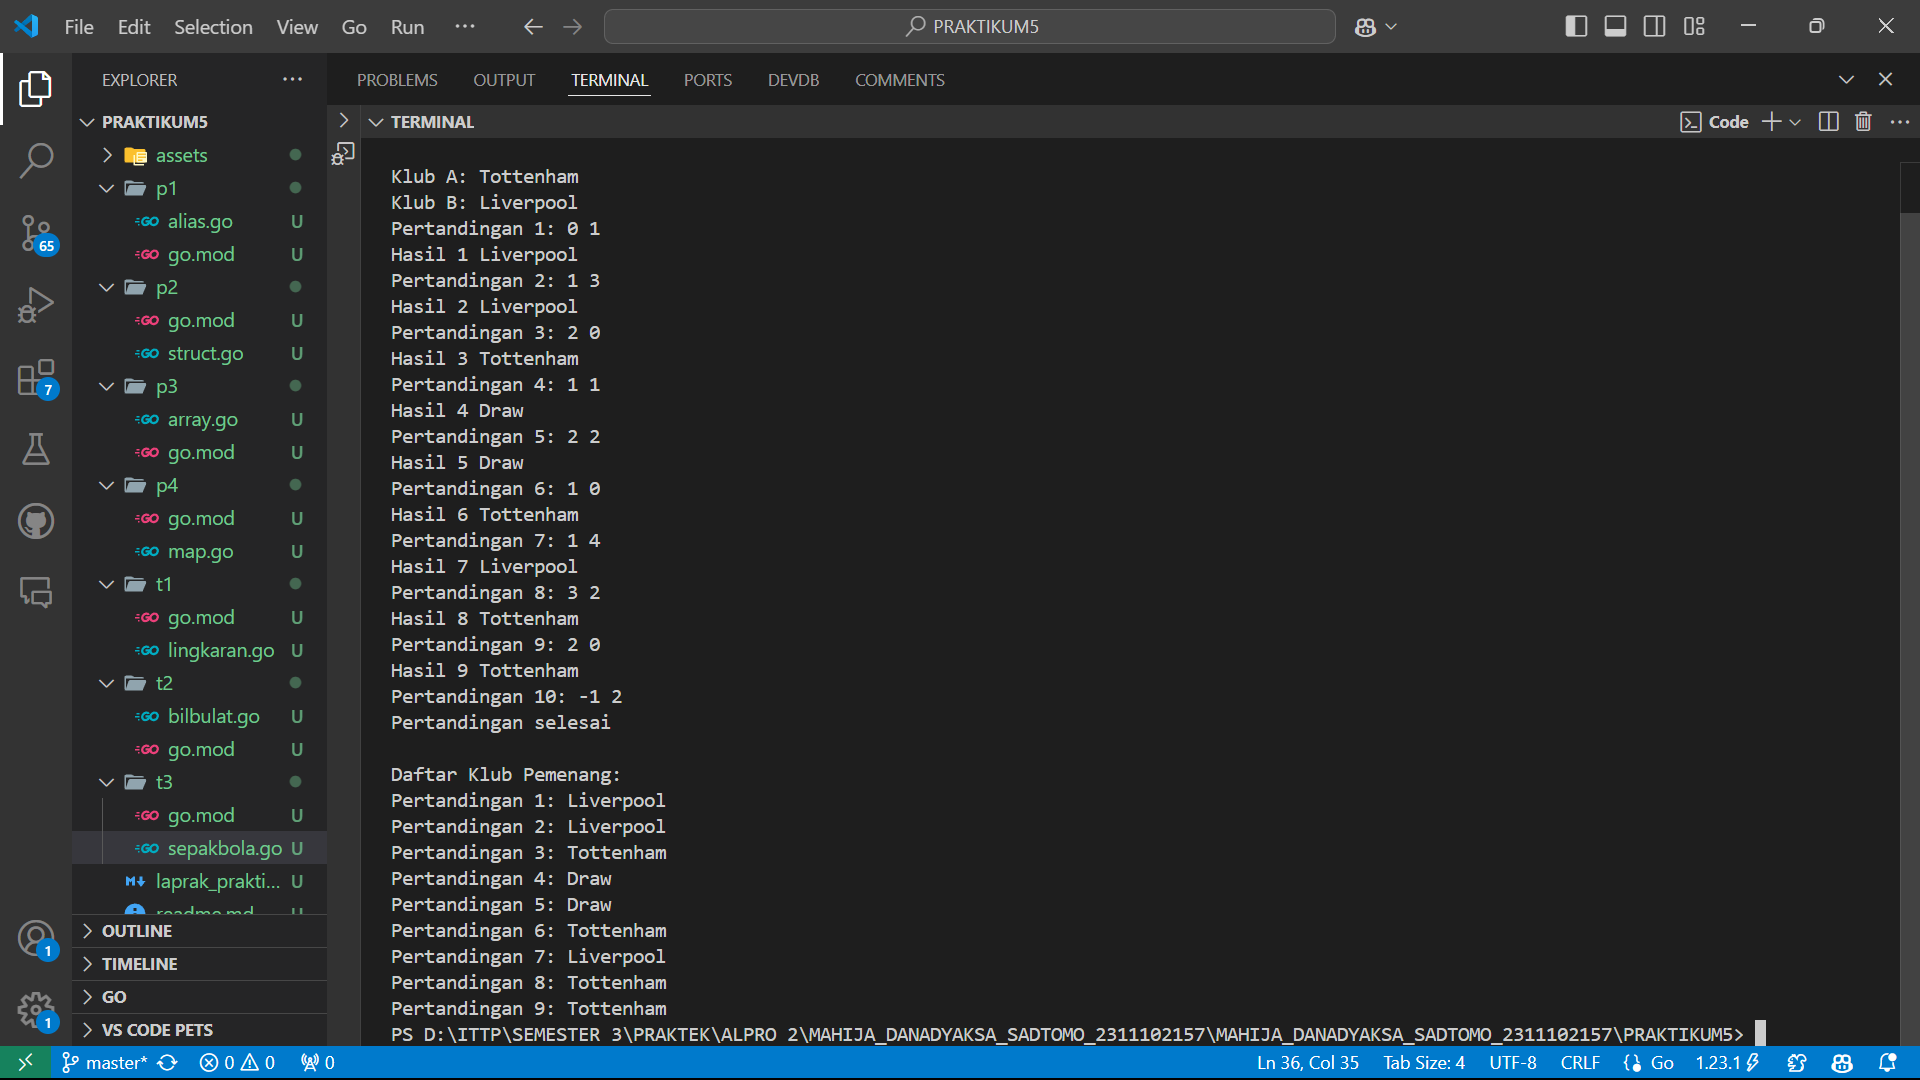 File Edit Selection View Go Run ··· PRAKTIKUM5
EXPLORER ···
PRAKTIKUM5
assets
p1
alias.go U
go.mod U
p2
go.mod U
struct.go U
p3
array.go U
go.mod U
p4
go.mod U
map.go U
t1
go.mod U
lingkaran.go U
t2
bilbulat.go U
go.mod U
t3
go.mod U
sepakbola.go U
laprak_prakti... U
readme.md U
OUTLINE
TIMELINE
GO
VS CODE PETS
65
7
1
1
PROBLEMS OUTPUT TERMINAL PORTS DEVDB COMMENTS
TERMINAL Code ···
Klub A: Tottenham
Klub B: Liverpool
Pertandingan 1: 0 1
Hasil 1 Liverpool
Pertandingan 2: 1 3
Hasil 2 Liverpool
Pertandingan 3: 2 0
Hasil 3 Tottenham
Pertandingan 4: 1 1
Hasil 4 Draw
Pertandingan 5: 2 2
Hasil 5 Draw
Pertandingan 6: 1 0
Hasil 6 Tottenham
Pertandingan 7: 1 4
Hasil 7 Liverpool
Pertandingan 8: 3 2
Hasil 8 Tottenham
Pertandingan 9: 2 0
Hasil 9 Tottenham
Pertandingan 10: -1 2
Pertandingan selesai
Daftar Klub Pemenang:
Pertandingan 1: Liverpool
Pertandingan 2: Liverpool
Pertandingan 3: Tottenham
Pertandingan 4: Draw
Pertandingan 5: Draw
Pertandingan 6: Tottenham
Pertandingan 7: Liverpool
Pertandingan 8: Tottenham
Pertandingan 9: Tottenham
PS D:\ITTP\SEMESTER 3\PRAKTEK\ALPRO 2\MAHIJA_DANADYAKSA_SADTOMO_2311102157\MAHIJA_DANADYAKSA_SADTOMO_2311102157\PRAKTIKUM5>
master* 0 0 0 Ln 36, Col 35 Tab Size: 4 UTF-8 CRLF Go 1.23.1